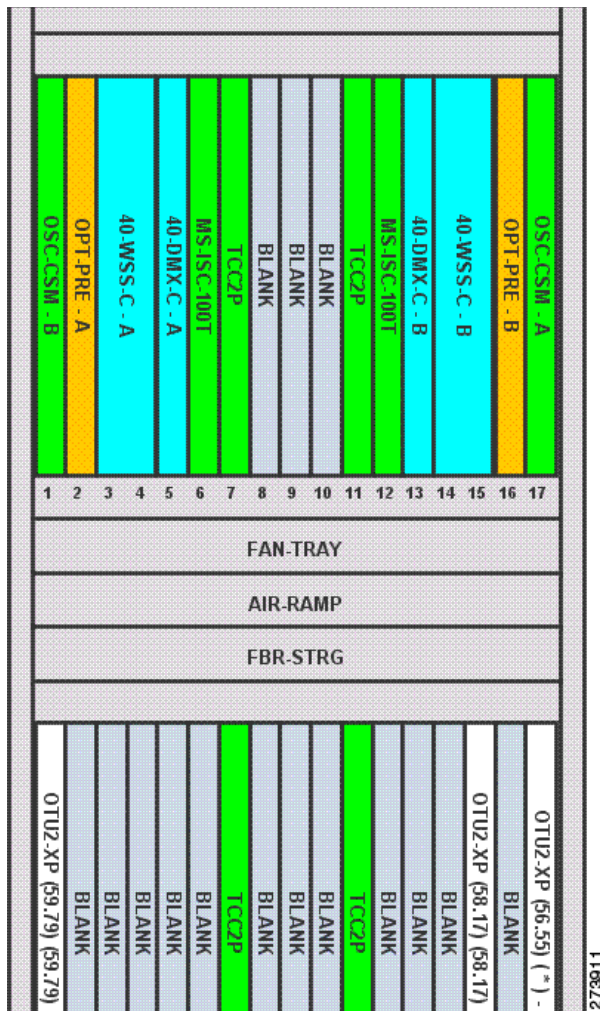 OSC-CSM - B
OPT-PRE - A
40-WSS-C - A
40-DMX-C - A
MS-ISC-100T
TCC2P
BLANK
BLANK
BLANK
TCC2P
MS-ISC-100T
40-DMX-C - B
40-WSS-C - B
OPT-PRE - B
OSC-CSM - A
1 2 3 4 5 6 7 8 9 10 11 12 13 14 15 16 17
FAN-TRAY
AIR-RAMP
FBR-STRG
OTU2-XP (59.79) (59.79)
BLANK
BLANK
BLANK
BLANK
BLANK
TCC2P
BLANK
BLANK
BLANK
TCC2P
BLANK
BLANK
BLANK
OTU2-XP (58.17) (58.17)
BLANK
OTU2-XP (56.55) ( * ) -
273911